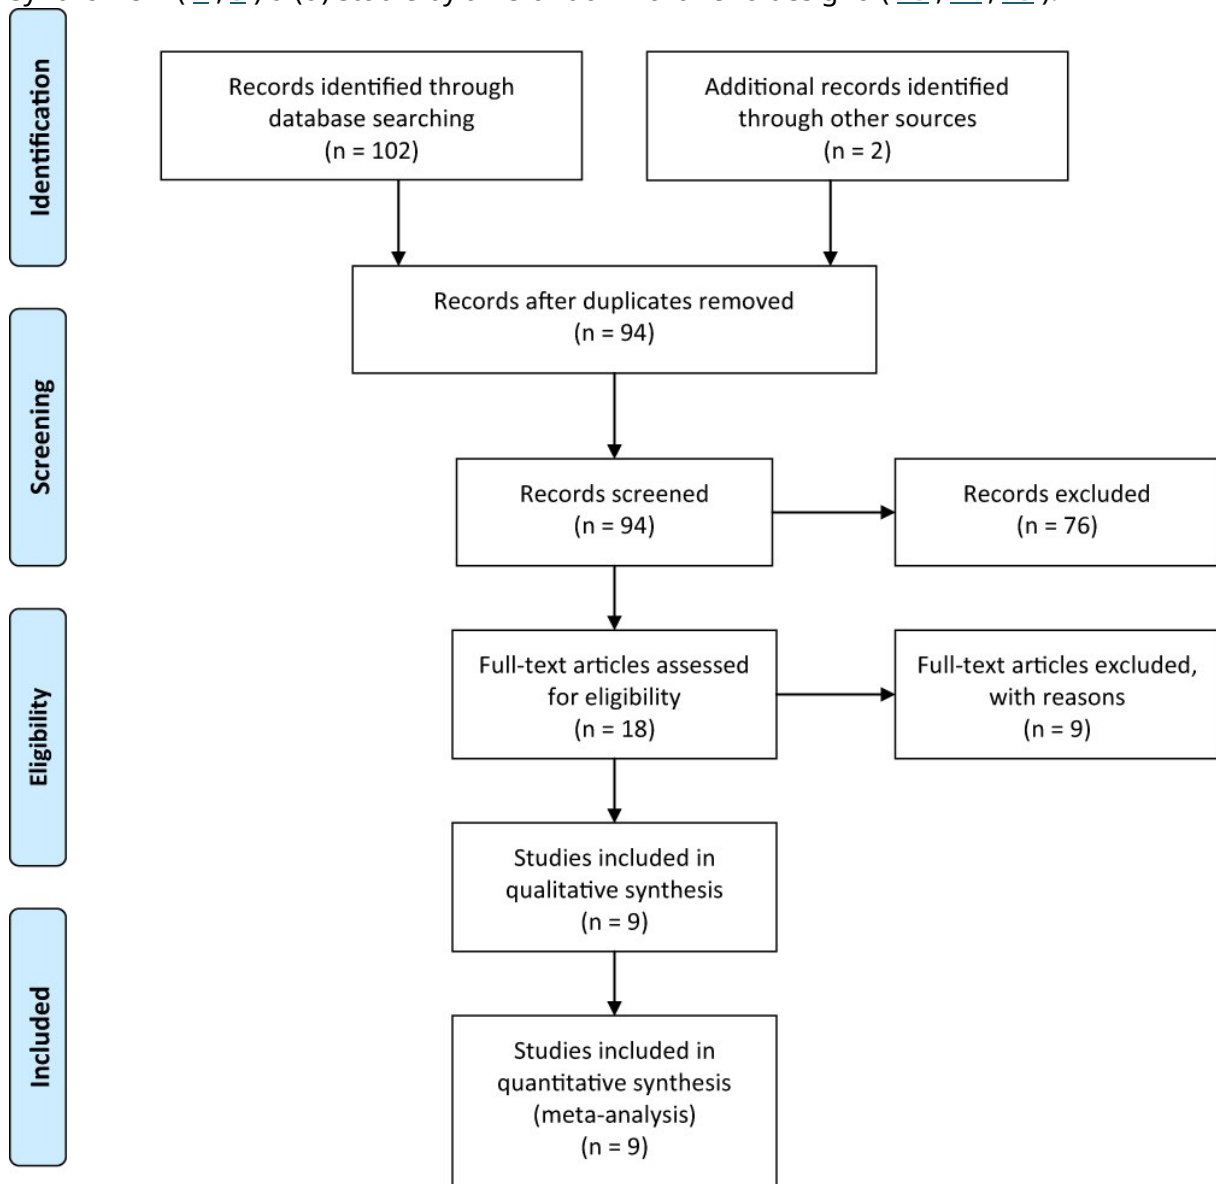 Identification
Records identified through
database searching
(n = 102)
Additional records identified
through other sources
(n = 2)
Records after duplicates removed
(n = 94)
Screening
Records screened
(n = 94)
Records excluded
(n = 76)
Eligibility
Full-text articles assessed
for eligibility
(n = 18)
Full-text articles excluded,
with reasons
(n = 9)
Studies included in
qualitative synthesis
(n = 9)
Included
Studies included in
quantitative synthesis
(meta-analysis)
(n = 9)